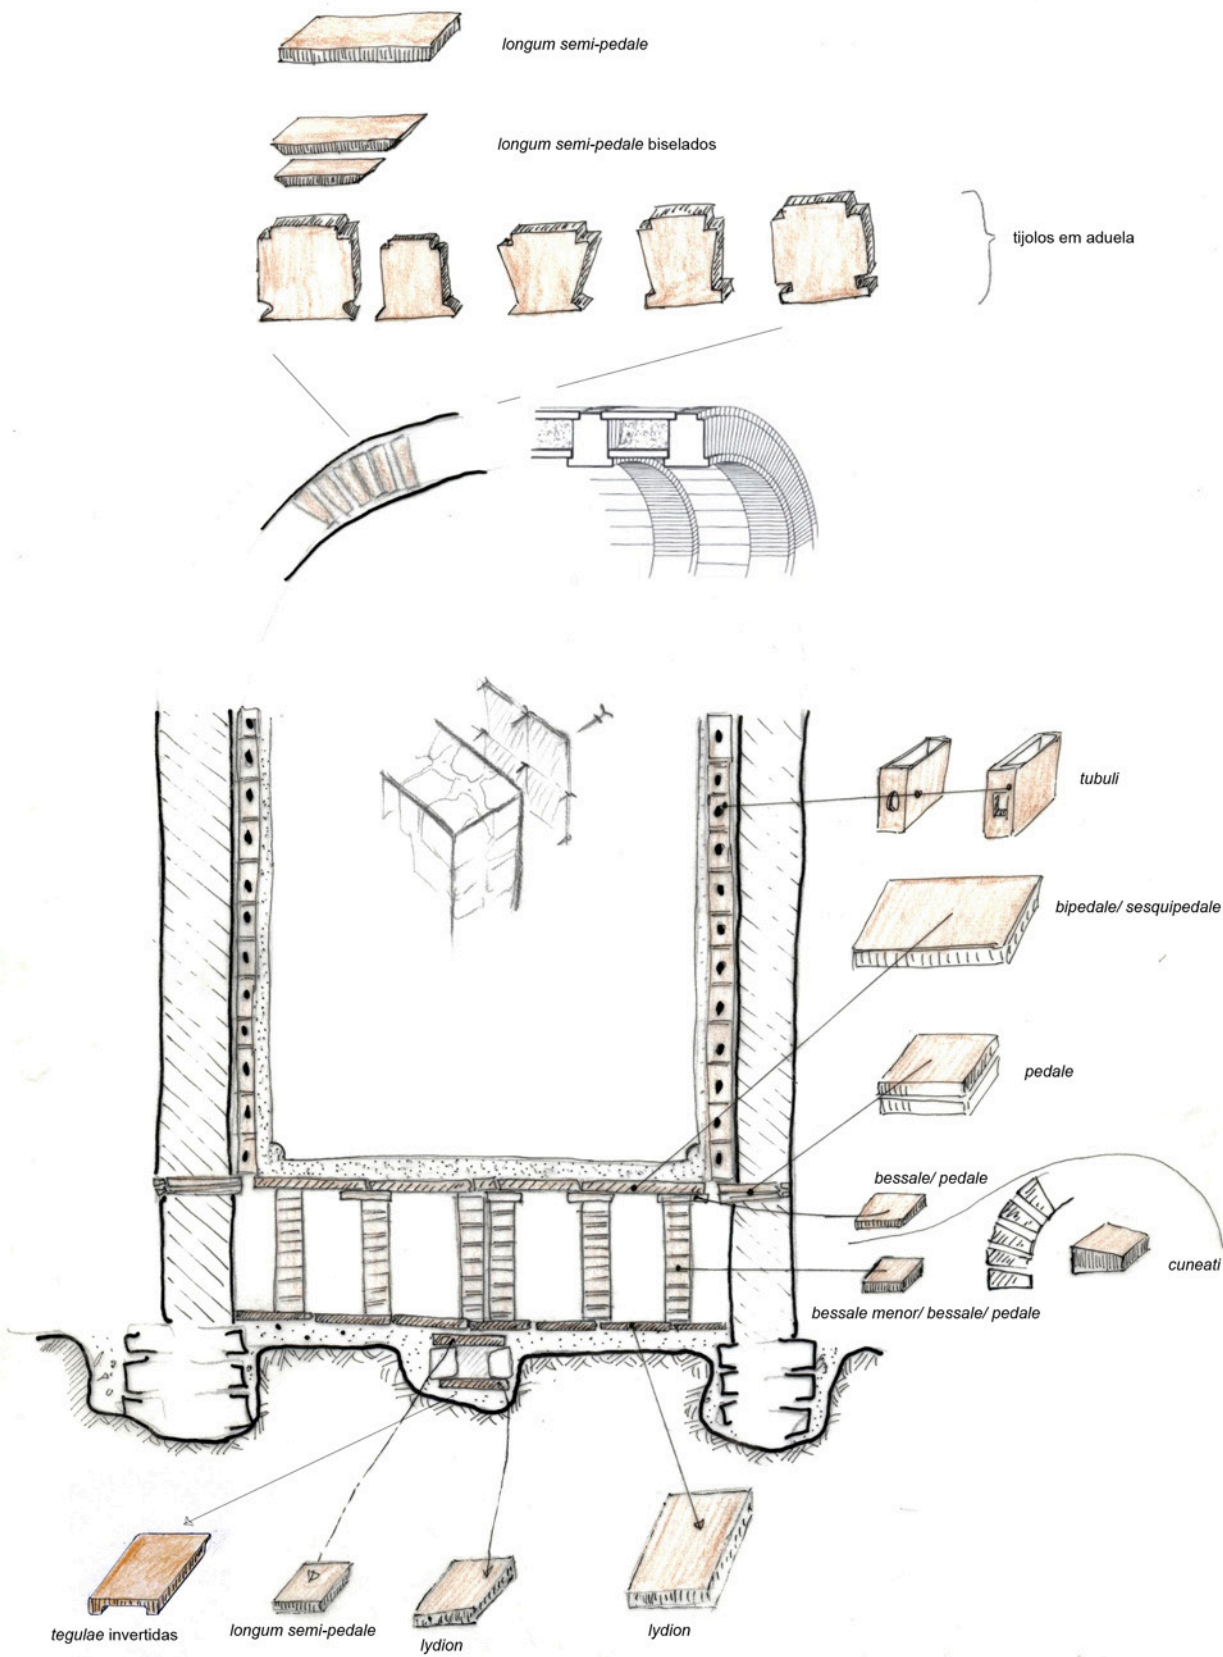 longum semi-pedale
longum semi-pedale biselados
tijolos em aduela
tubuli
bipedale/ sesquipedale
pedale
bessale/ pedale
cuneati
bessale menor/ bessale/ pedale
tegulae invertidas
longum semi-pedale
lydion
lydion